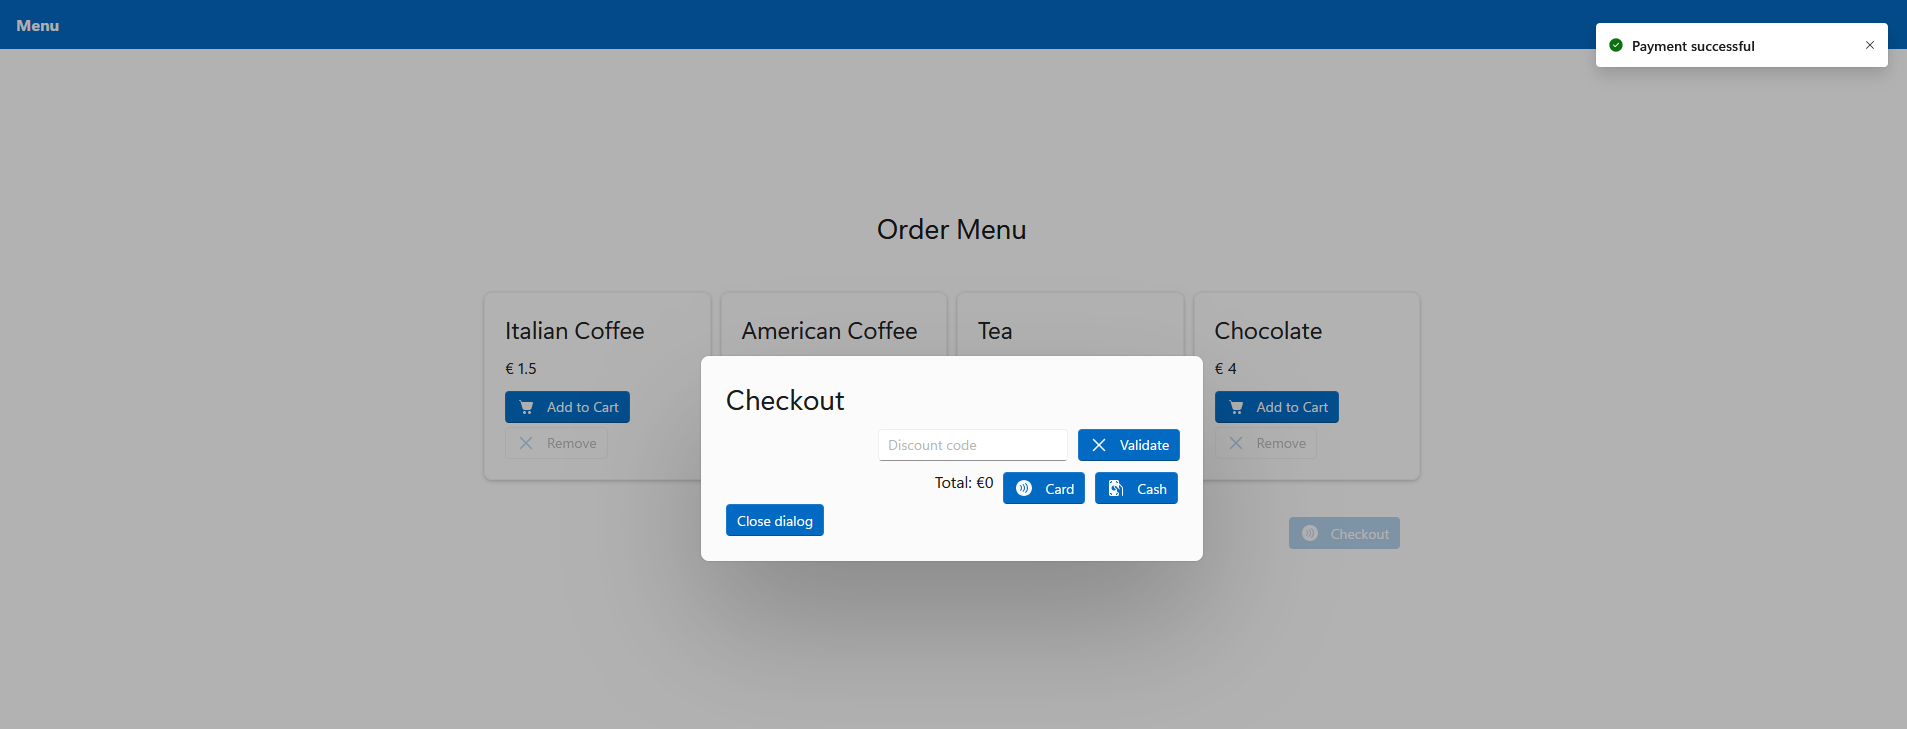 Menu
Payment successful
Order Menu
Italian Coffee
€ 1.5
Add to Cart
Remove
American Coffee
Tea
Chocolate
€ 4
Add to Cart
Remove
Checkout
Discount code
Validate
Total: €0
Card
Cash
Close dialog
Checkout